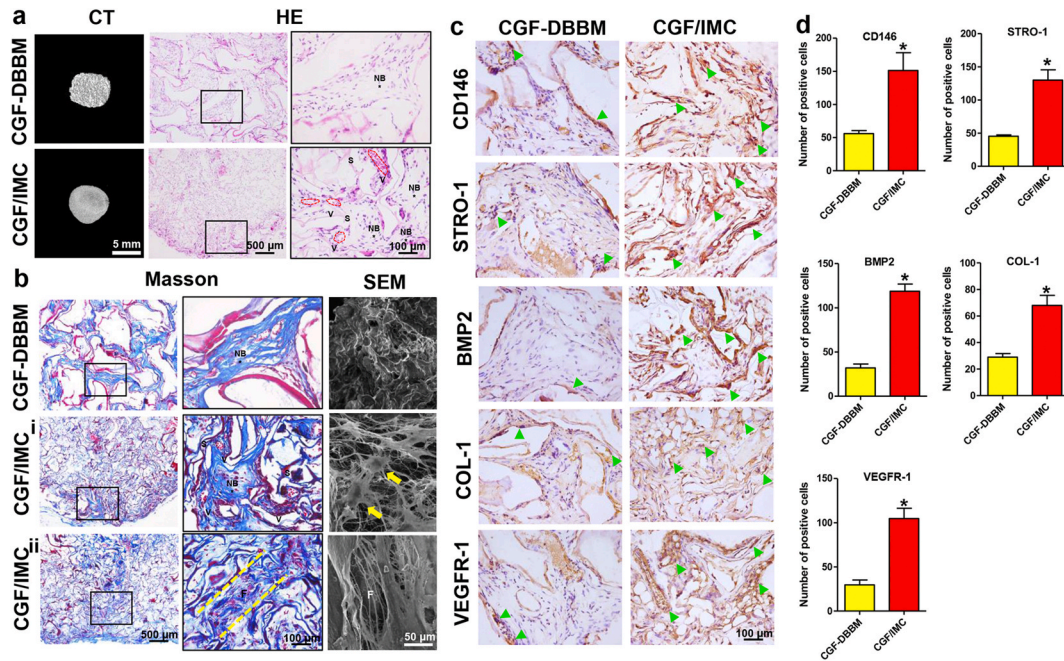 a
CT
HE
CGF-DBBM
NB
*
CGF/IMC
5 mm
500 µm
S
V
NB
V
S
NB
NB
V
100 µm
b
Masson
SEM
CGF-DBBM
NB
CGF/IMC
i
S
S
NB
V
V
CGF/IMC
ii
500 µm
F
100 µm
F
50 µm
c
CGF-DBBM
CGF/IMC
CD146
STRO-1
BMP2
COL-1
VEGFR-1
100 µm
d
CD146
Number of positive cells
200
150
100
50
0
*
CGF-DBBM
CGF/IMC
STRO-1
Number of positive cells
200
150
100
50
0
*
CGF-DBBM
CGF/IMC
BMP2
Number of positive cells
150
100
50
0
*
CGF-DBBM
CGF/IMC
COL-1
Number of positive cells
100
80
60
40
20
0
*
CGF-DBBM
CGF/IMC
VEGFR-1
Number of positive cells
150
100
50
0
*
CGF-DBBM
CGF/IMC